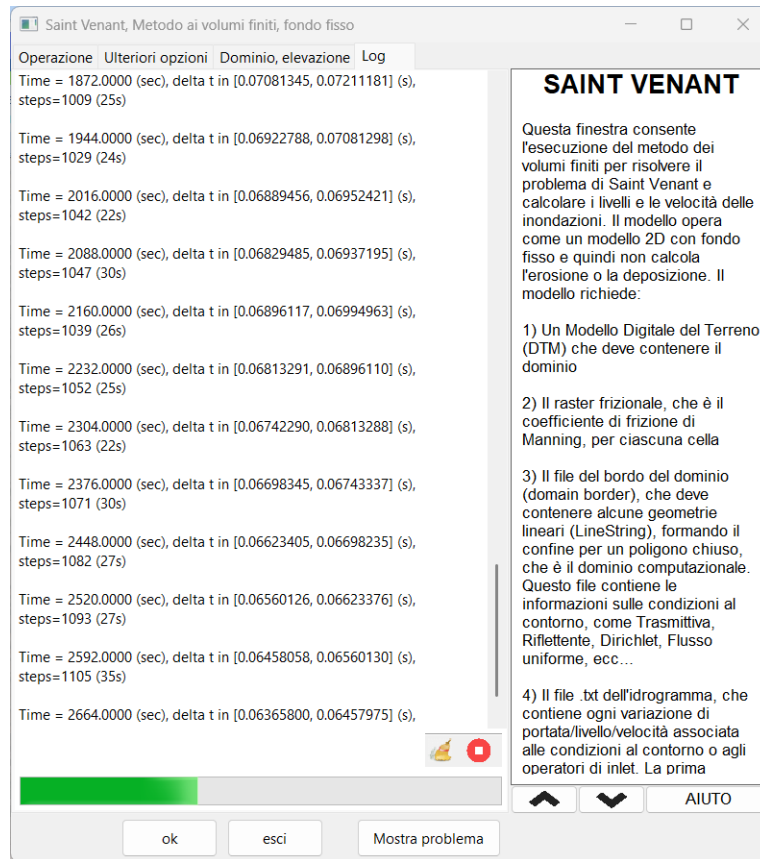 Saint Venant, Metodo ai volumi finiti, fondo fisso
Operazione Ulteriori opzioni Dominio, elevazione Log
Time = 1872.0000 (sec), delta t in [0.07081345, 0.07211181] (s),
steps=1009 (25s)
Time = 1944.0000 (sec), delta t in [0.06922788, 0.07081298] (s),
steps=1029 (24s)
Time = 2016.0000 (sec), delta t in [0.06889456, 0.06952421] (s),
steps=1042 (22s)
Time = 2088.0000 (sec), delta t in [0.06829485, 0.06937195] (s),
steps=1047 (30s)
Time = 2160.0000 (sec), delta t in [0.06896117, 0.06994963] (s),
steps=1039 (26s)
Time = 2232.0000 (sec), delta t in [0.06813291, 0.06896110] (s),
steps=1052 (25s)
Time = 2304.0000 (sec), delta t in [0.06742290, 0.06813288] (s),
steps=1063 (22s)
Time = 2376.0000 (sec), delta t in [0.06698345, 0.06743337] (s),
steps=1071 (30s)
Time = 2448.0000 (sec), delta t in [0.06623405, 0.06698235] (s),
steps=1082 (27s)
Time = 2520.0000 (sec), delta t in [0.06560126, 0.06623376] (s),
steps=1093 (27s)
Time = 2592.0000 (sec), delta t in [0.06458058, 0.06560130] (s),
steps=1105 (35s)
Time = 2664.0000 (sec), delta t in [0.06365800, 0.06457975] (s),
SAINT VENANT
Questa finestra consente
l'esecuzione del metodo dei
volumi finiti per risolvere il
problema di Saint Venant e
calcolare i livelli e le velocità delle
inondazioni. Il modello opera
come un modello 2D con fondo
fisso e quindi non calcola
l'erosione o la deposizione. Il
modello richiede:
1) Un Modello Digitale del Terreno
(DTM) che deve contenere il
dominio
2) Il raster frizionale, che è il
coefficiente di frizione di
Manning, per ciascuna cella
3) Il file del bordo del dominio
(domain border), che deve
contenere alcune geometrie
lineari (LineString), formando il
confine per un poligono chiuso,
che è il dominio computazionale.
Questo file contiene le
informazioni sulle condizioni al
contorno, come Trasmittiva,
Riflettente, Dirichlet, Flusso
uniforme, ecc...
4) Il file .txt dell'idrogramma, che
contiene ogni variazione di
portata/livello/velocità associata
alle condizioni al contorno o agli
operatori di inlet. La prima
AIUTO
ok esci Mostra problema